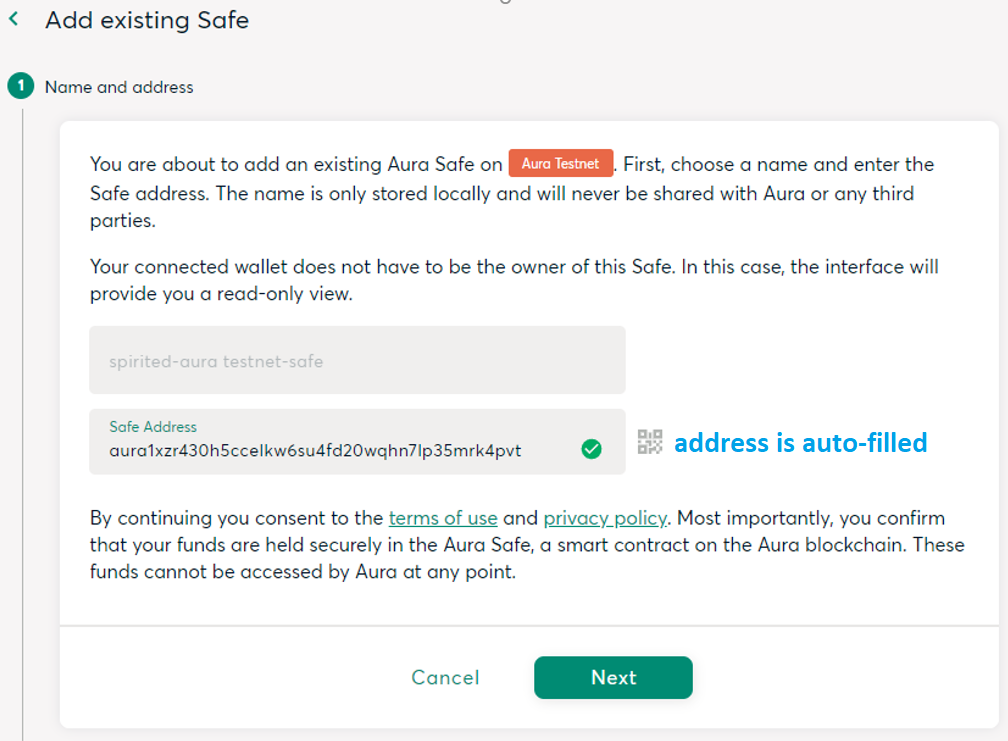 Add existing Safe
1 Name and address
You are about to add an existing Aura Safe on Aura Testnet . First, choose a name and enter the
Safe address. The name is only stored locally and will never be shared with Aura or any third
parties.
Your connected wallet does not have to be the owner of this Safe. In this case, the interface will
provide you a read-only view.
spirited-aura testnet-safe
Safe Address
aura1xzr430h5ccelkw6su4fd20wqhn7lp35mrk4pvt
address is auto-filled
By continuing you consent to the terms of use and privacy policy. Most importantly, you confirm
that your funds are held securely in the Aura Safe, a smart contract on the Aura blockchain. These
funds cannot be accessed by Aura at any point.
Cancel Next